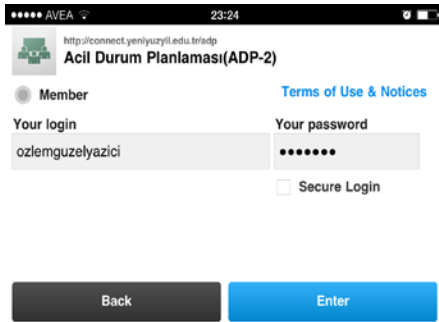 AVEA 23:24
http://connect.yeniyuzyil.edu.tr/adp
Acil Durum Planlaması(ADP-2)
Member Terms of Use & Notices
Your login Your password
ozlemguzelyazici •••••••
Secure Login
Back Enter